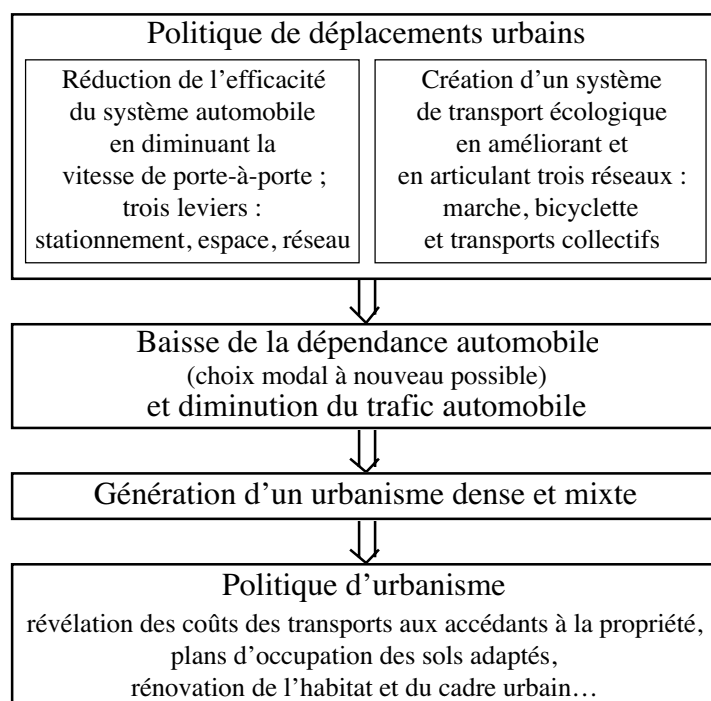 Politique de déplacements urbains
Réduction de l’efficacité
du système automobile
en diminuant la
vitesse de porte-à-porte ;
trois leviers :
stationnement, espace, réseau
Création d’un système
de transport écologique
en améliorant et
en articulant trois réseaux :
marche, bicyclette
et transports collectifs
Baisse de la dépendance automobile
(choix modal à nouveau possible)
et diminution du trafic automobile
Génération d’un urbanisme dense et mixte
Politique d’urbanisme
révélation des coûts des transports aux accédants à la propriété,
plans d’occupation des sols adaptés,
rénovation de l’habitat et du cadre urbain…